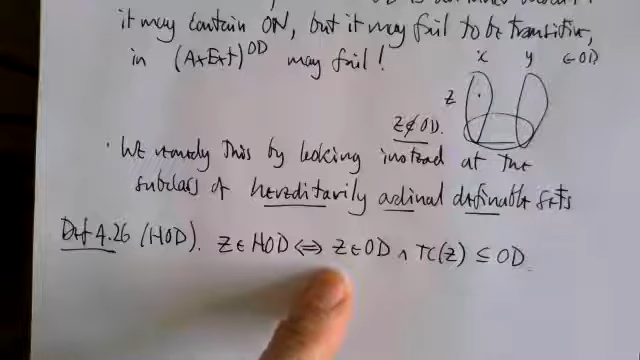 it may contain ON, but it may fail to be transitive,
in (AxExt)^OD may fail!
x y ∈ OD
z
z ∉ OD.
· We remedy this by looking instead at the
subclass of hereditarily ordinal definable sets
Def 4.26 (HOD). z ∈ HOD ⟺ z ∈ OD ∧ TC(z) ⊆ OD.